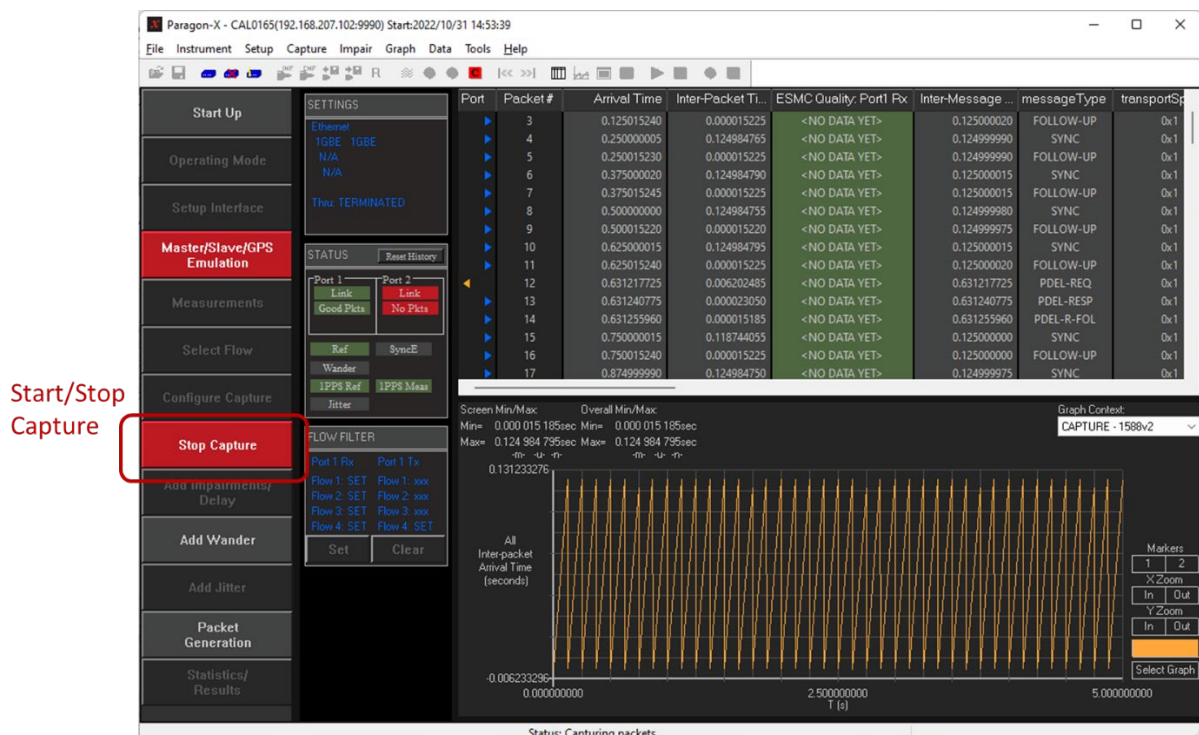 Paragon-X - CAL0165(192.168.207.102:9990) Start:2022/10/31 14:53:39
File Instrument Setup Capture Impair Graph Data Tools Help
R C
Start/Stop
Capture
Start Up
Operating Mode
Setup Interface
Master/Slave/GPS
Emulation
Measurements
Select Flow
Configure Capture
Stop Capture
Add Impairments/
Delay
Add Wander
Add Jitter
Packet
Generation
Statistics/
Results
SETTINGS
Ethernet
1GBE 1GBE
N/A
N/A
Thru: TERMINATED
STATUS Reset History
Port 1 Port 2
Link Link
Good Pkts No Pkts
Ref SyncE
Wander
1PPS Ref 1PPS Meas
Jitter
FLOW FILTER
Port 1 Rx Port 1 Tx
Flow 1: SET Flow 1: xxx
Flow 2: SET Flow 2: xxx
Flow 3: SET Flow 3: xxx
Flow 4: SET Flow 4: SET
Set Clear
Port Packet # Arrival Time Inter-Packet Ti... ESMC Quality: Port1 Rx Inter-Message ... messageType transportSp
3 0.125015240 0.000015225 <NO DATA YET> 0.125000020 FOLLOW-UP 0x1
4 0.250000005 0.124984765 <NO DATA YET> 0.124999990 SYNC 0x1
5 0.250015230 0.000015225 <NO DATA YET> 0.124999990 FOLLOW-UP 0x1
6 0.375000020 0.124984790 <NO DATA YET> 0.125000015 SYNC 0x1
7 0.375015245 0.000015225 <NO DATA YET> 0.125000015 FOLLOW-UP 0x1
8 0.500000000 0.124984755 <NO DATA YET> 0.124999980 SYNC 0x1
9 0.500015220 0.000015220 <NO DATA YET> 0.124999975 FOLLOW-UP 0x1
10 0.625000015 0.124984795 <NO DATA YET> 0.125000015 SYNC 0x1
11 0.625015240 0.000015225 <NO DATA YET> 0.125000020 FOLLOW-UP 0x1
12 0.631217725 0.006202485 <NO DATA YET> 0.631217725 PDEL-REQ 0x1
13 0.631240775 0.000023050 <NO DATA YET> 0.631240775 PDEL-RESP 0x1
14 0.631255960 0.000015185 <NO DATA YET> 0.631255960 PDEL-R-FOL 0x1
15 0.750000015 0.118744055 <NO DATA YET> 0.125000000 SYNC 0x1
16 0.750015240 0.000015225 <NO DATA YET> 0.125000000 FOLLOW-UP 0x1
17 0.874999990 0.124984750 <NO DATA YET> 0.124999975 SYNC 0x1
Screen Min/Max: Overall Min/Max:
Min= 0.000 015 185sec Min= 0.000 015 185sec
Max= 0.124 984 795sec Max= 0.124 984 795sec
-m- -u- -n- -m- -u- -n-
Graph Context:
CAPTURE - 1588v2
0.131233276
All
Inter-packet
Arrival Time
(seconds)
-0.006233296
0.000000000 2.500000000 5.000000000
T (s)
Markers
1 2
X Zoom
In Out
Y Zoom
In Out
Select Graph
Status: Capturing packets